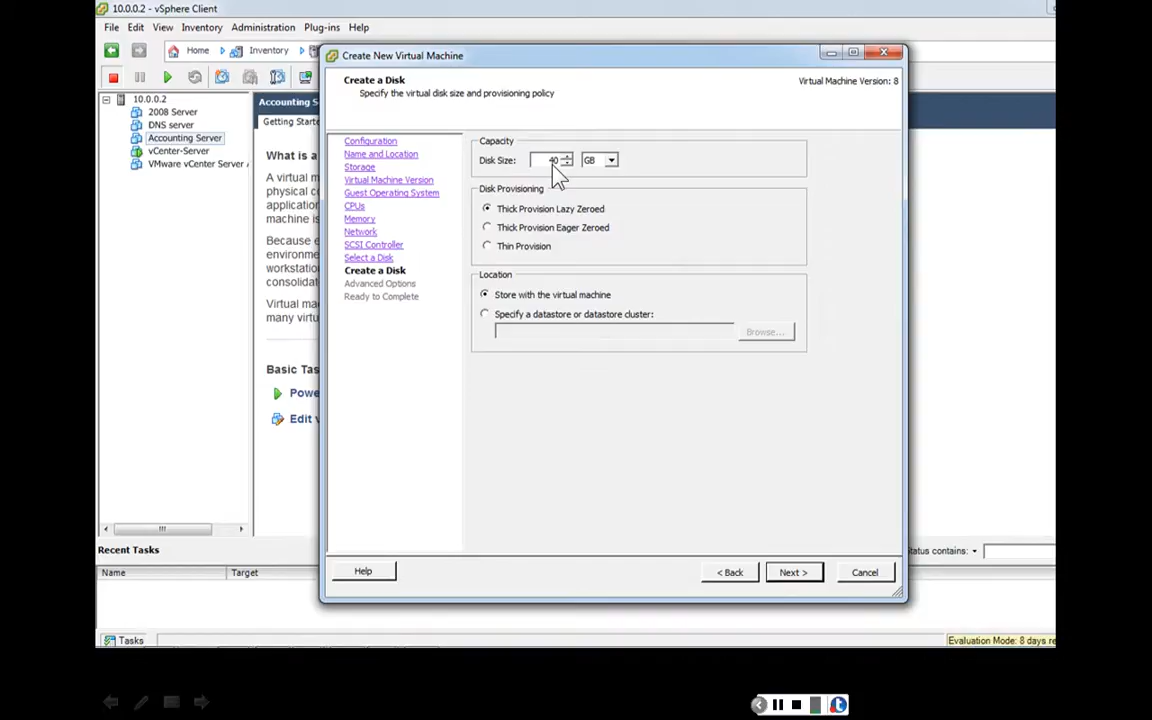 10.0.0.2 - vSphere Client
File Edit View Inventory Administration Plug-ins Help
Home Inventory
10.0.0.2
2008 Server
DNS server
Accounting Server
vCenter-Server
VMware vCenter Server
Accounting S
Getting Starte
What is a
A virtual m
physical co
application
machine is
Because e
environme
workstatio
consolidat
Virtual ma
many virtu
Basic Tas
Powe
Edit v
Create New Virtual Machine
Create a Disk
Specify the virtual disk size and provisioning policy
Virtual Machine Version: 8
Configuration
Name and Location
Storage
Virtual Machine Version
Guest Operating System
CPUs
Memory
Network
SCSI Controller
Select a Disk
Create a Disk
Advanced Options
Ready to Complete
Capacity
Disk Size: 40 GB
Disk Provisioning
Thick Provision Lazy Zeroed
Thick Provision Eager Zeroed
Thin Provision
Location
Store with the virtual machine
Specify a datastore or datastore cluster:
Browse...
Help
< Back Next > Cancel
Recent Tasks
tatus contains:
Name Target
Tasks
Evaluation Mode: 8 days re